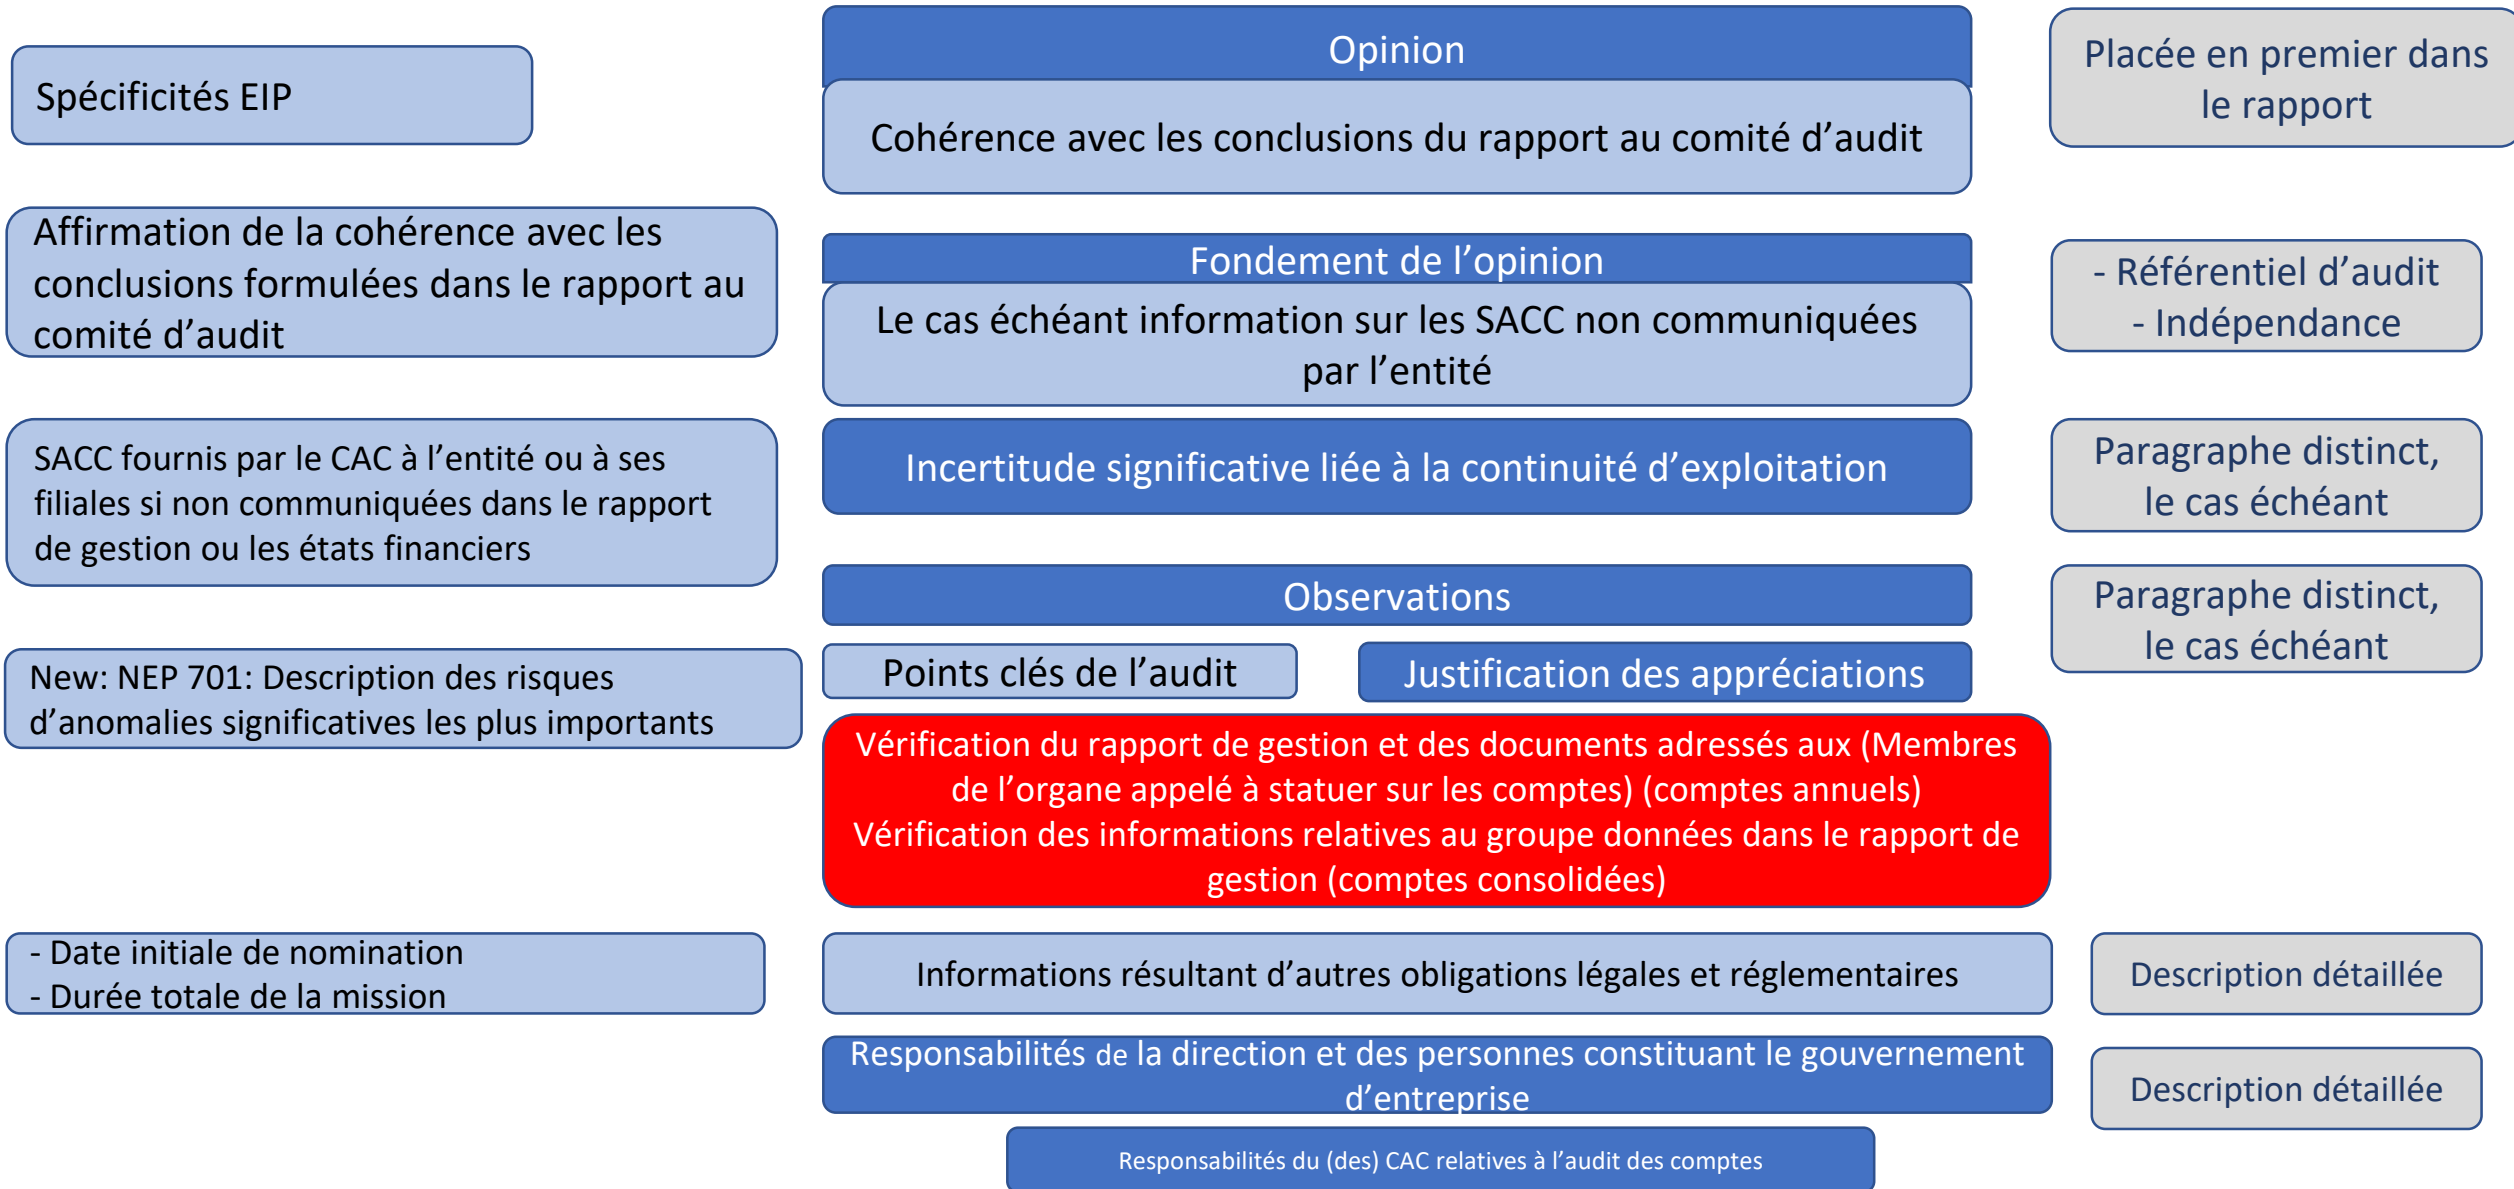 Spécificités EIP
Opinion
Cohérence avec les conclusions du rapport au comité d’audit
Placée en premier dans
le rapport
Affirmation de la cohérence avec les
conclusions formulées dans le rapport au
comité d’audit
Fondement de l’opinion
Le cas échéant information sur les SACC non communiquées
par l’entité
- Référentiel d’audit
- Indépendance
SACC fournis par le CAC à l’entité ou à ses
filiales si non communiquées dans le rapport
de gestion ou les états financiers
Incertitude significative liée à la continuité d’exploitation
Paragraphe distinct,
le cas échéant
Observations
Paragraphe distinct,
le cas échéant
New: NEP 701: Description des risques
d’anomalies significatives les plus importants
Points clés de l’audit
Justification des appréciations
Vérification du rapport de gestion et des documents adressés aux (Membres
de l’organe appelé à statuer sur les comptes) (comptes annuels)
Vérification des informations relatives au groupe données dans le rapport de
gestion (comptes consolidées)
- Date initiale de nomination
- Durée totale de la mission
Informations résultant d’autres obligations légales et réglementaires
Description détaillée
Responsabilités de la direction et des personnes constituant le gouvernement
d’entreprise
Description détaillée
Responsabilités du (des) CAC relatives à l’audit des comptes